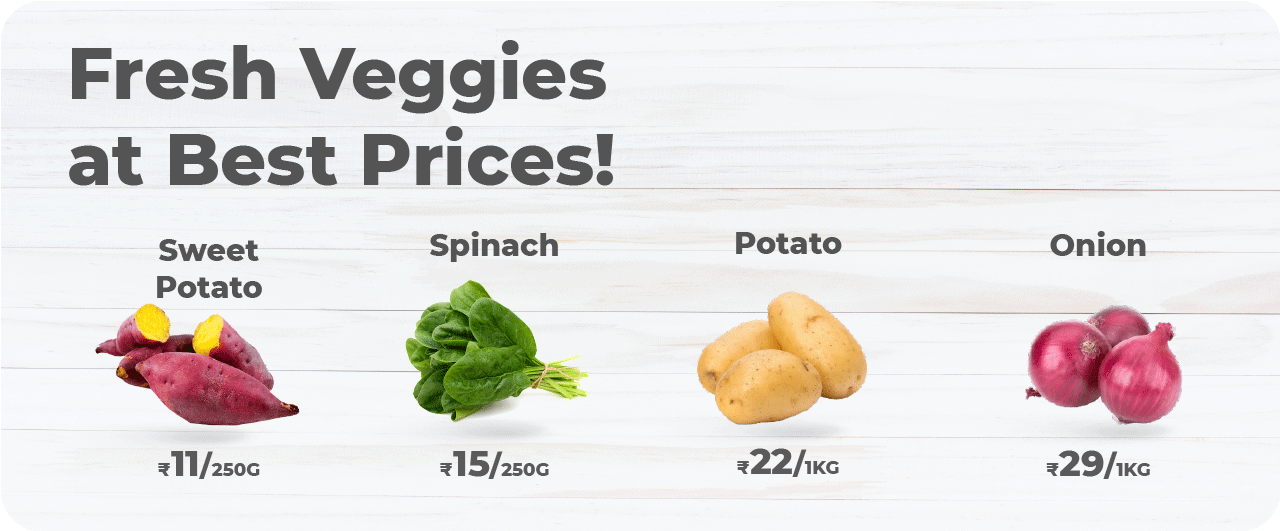 Fresh Veggies
at Best Prices!
Sweet
Potato
Spinach
Potato
Onion
₹11/250G
₹15/250G
₹22/1KG
₹29/1KG